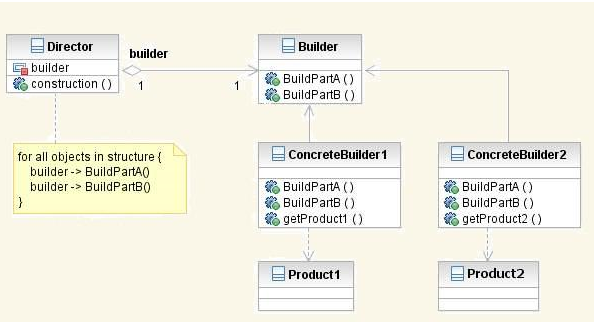 Director
builder
construction ( )
builder
1
1
Builder
BuildPartA ( )
BuildPartB ( )
for all objects in structure {
builder -> BuildPartA()
builder -> BuildPartB()
}
ConcreteBuilder1
BuildPartA ( )
BuildPartB ( )
getProduct1 ( )
ConcreteBuilder2
BuildPartA ( )
BuildPartB ( )
getProduct2 ( )
Product1
Product2